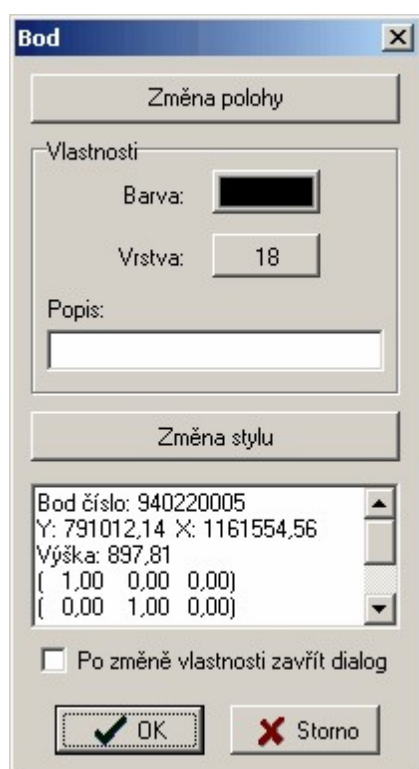 Bod
Změna polohy
Vlastnosti
Barva:
Vrstva: 18
Popis:
Změna stylu
Bod číslo: 940220005
Y: 791012,14 X: 1161554,56
Výška: 897,81
( 1,00 0,00 0,00)
( 0,00 1,00 0,00)
Po změně vlastnosti zavřít dialog
OK Storno